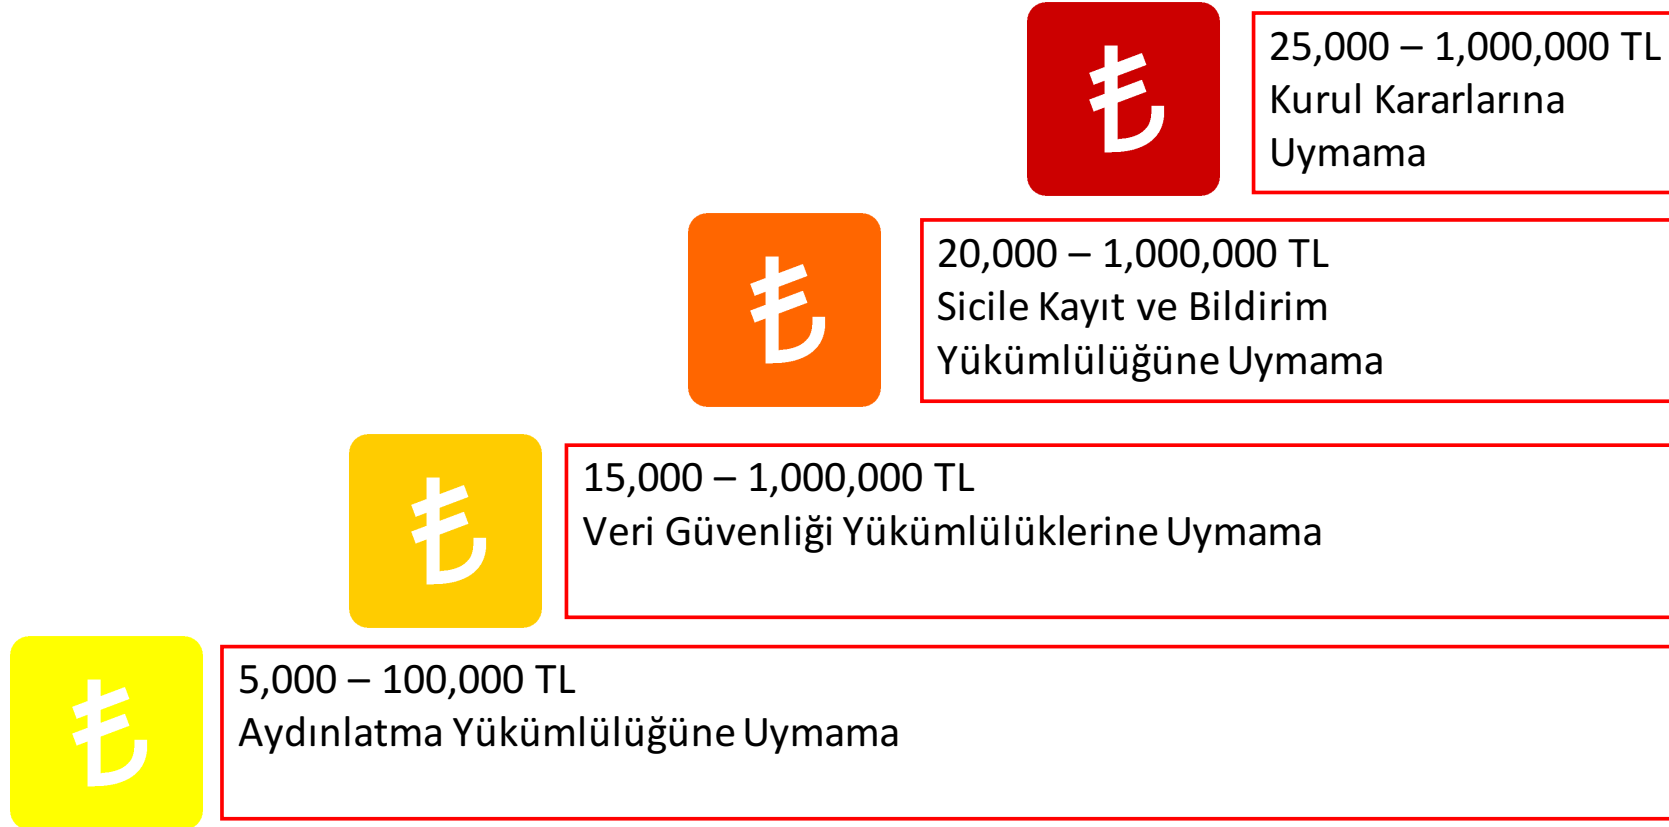 25,000 – 1,000,000 TL
Kurul Kararlarına
Uymama
20,000 – 1,000,000 TL
Sicile Kayıt ve Bildirim
Yükümlülüğüne Uymama
15,000 – 1,000,000 TL
Veri Güvenliği Yükümlülüklerine Uymama
5,000 – 100,000 TL
Aydınlatma Yükümlülüğüne Uymama